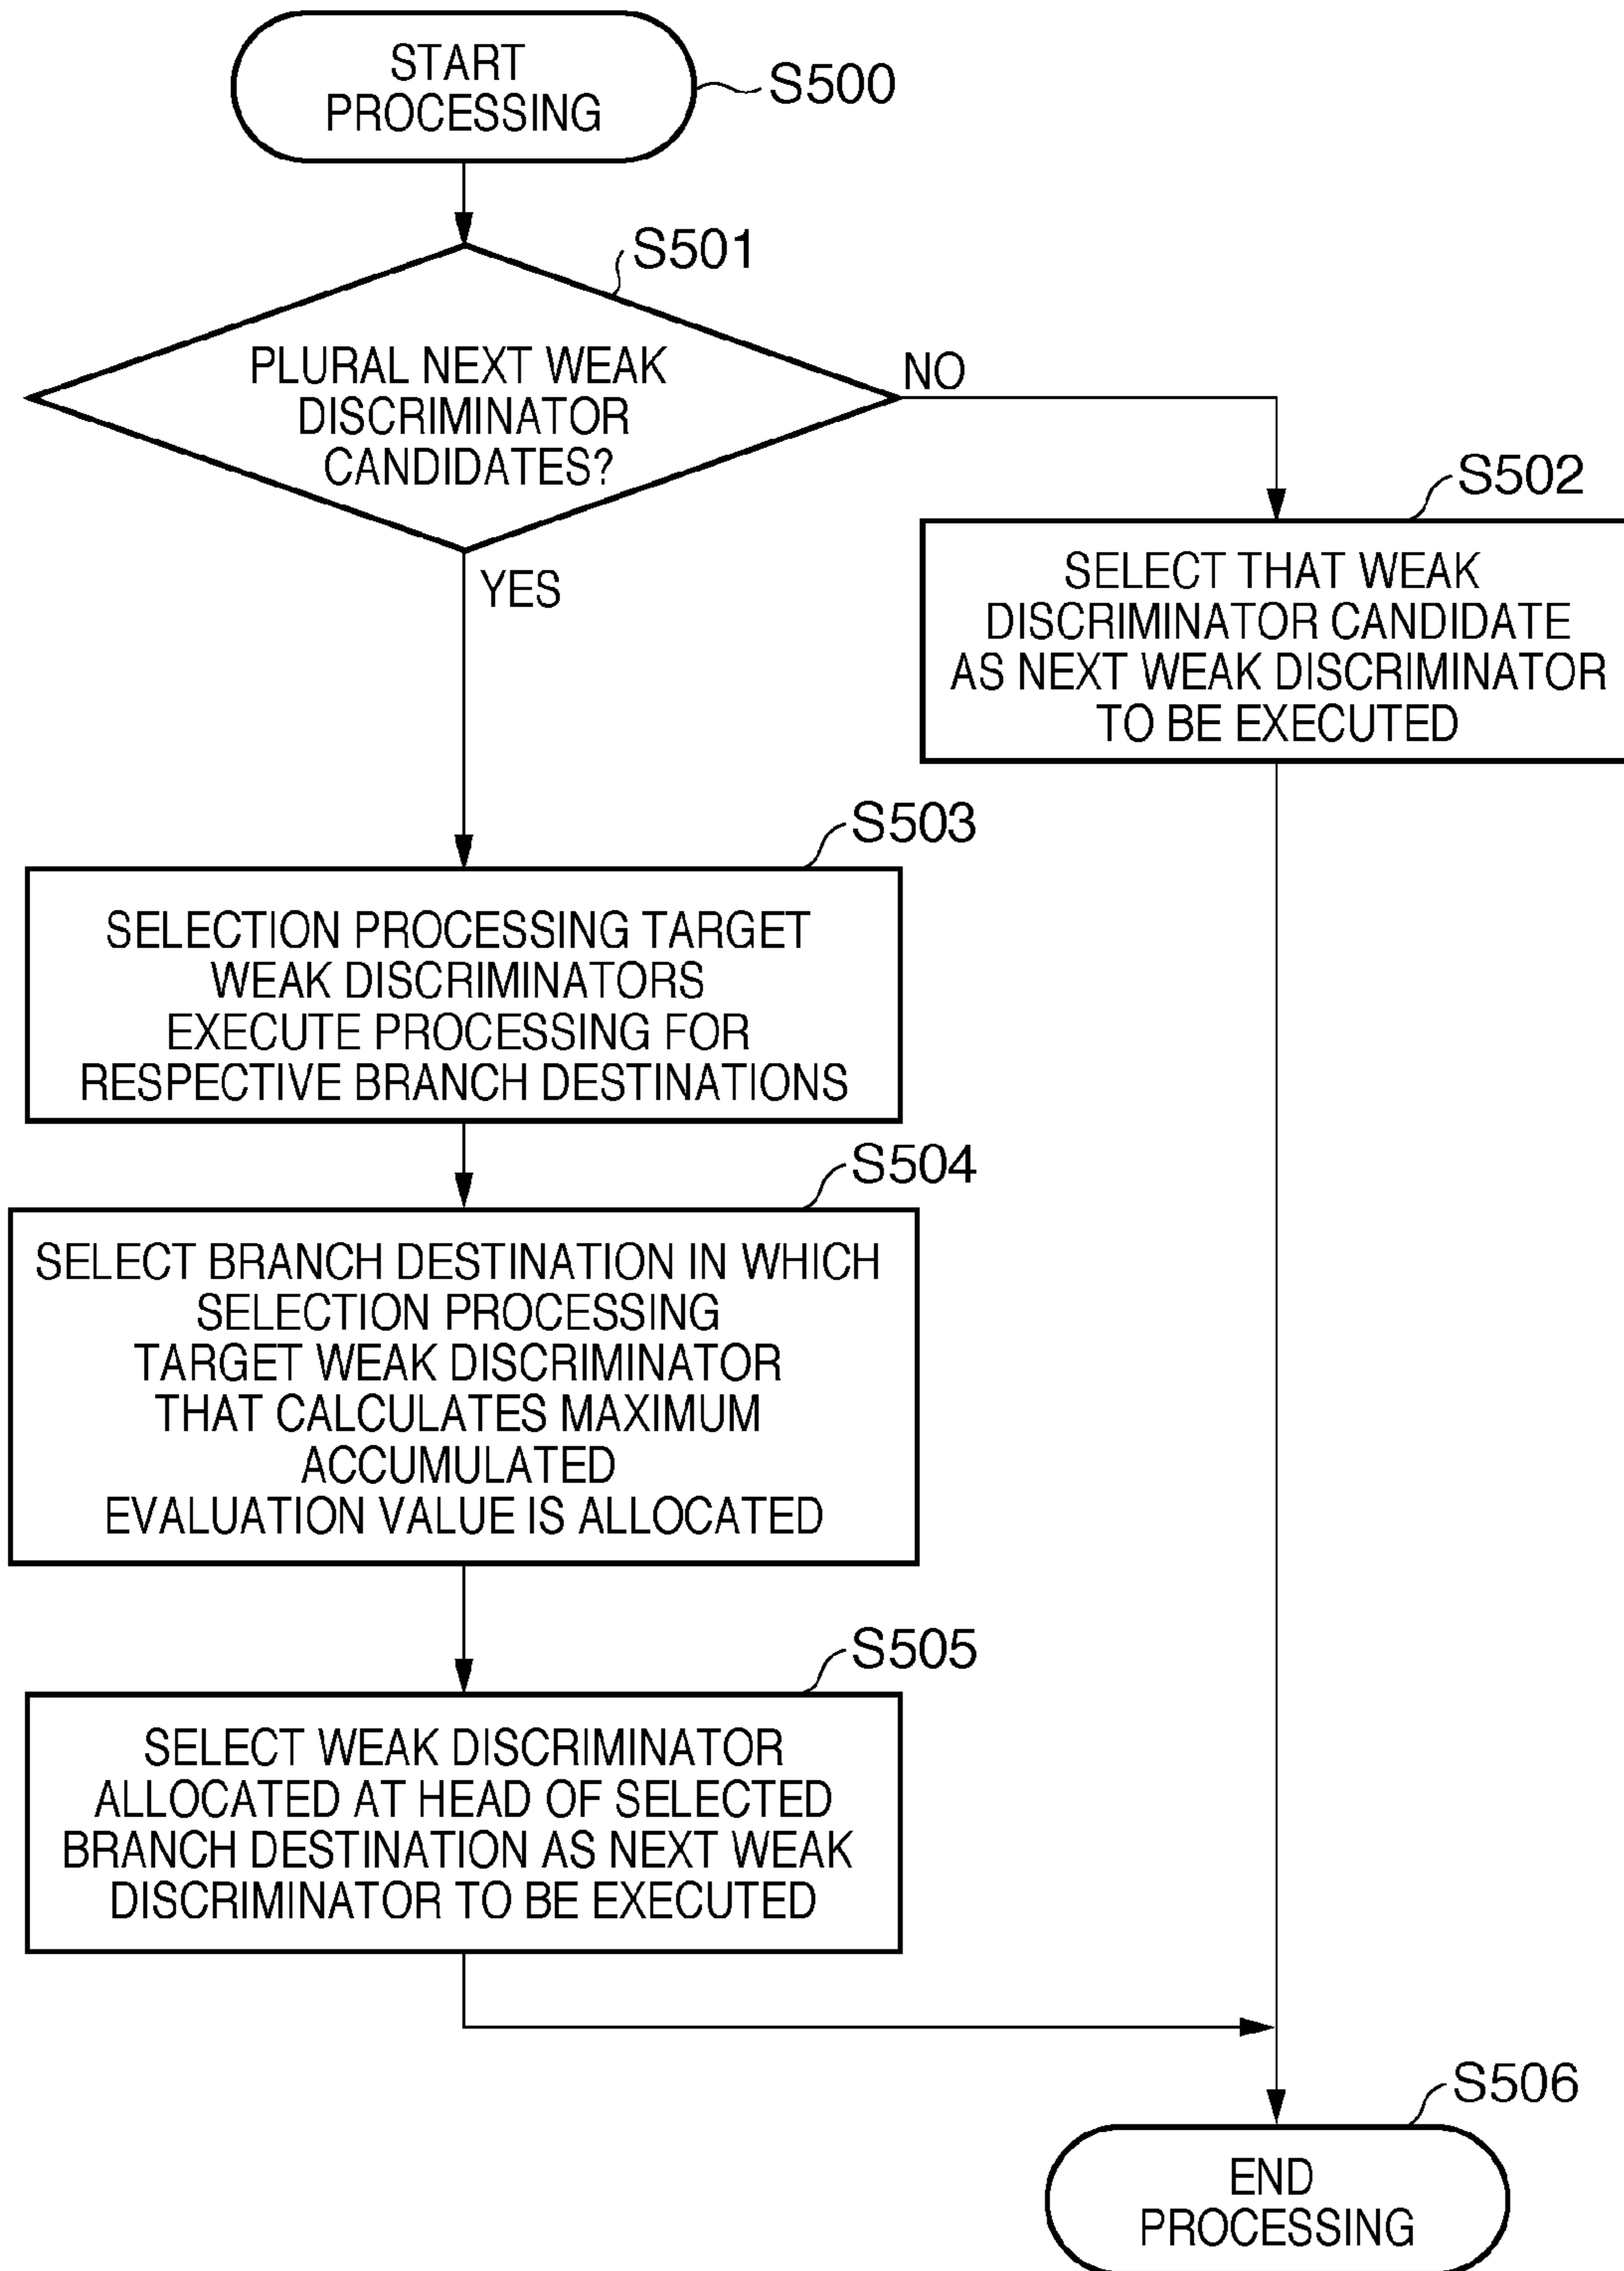 START
PROCESSING
S500
S501
PLURAL NEXT WEAK
DISCRIMINATOR
CANDIDATES?
NO
YES
S502
SELECT THAT WEAK
DISCRIMINATOR CANDIDATE
AS NEXT WEAK DISCRIMINATOR
TO BE EXECUTED
S503
SELECTION PROCESSING TARGET
WEAK DISCRIMINATORS
EXECUTE PROCESSING FOR
RESPECTIVE BRANCH DESTINATIONS
S504
SELECT BRANCH DESTINATION IN WHICH
SELECTION PROCESSING
TARGET WEAK DISCRIMINATOR
THAT CALCULATES MAXIMUM
ACCUMULATED
EVALUATION VALUE IS ALLOCATED
S505
SELECT WEAK DISCRIMINATOR
ALLOCATED AT HEAD OF SELECTED
BRANCH DESTINATION AS NEXT WEAK
DISCRIMINATOR TO BE EXECUTED
S506
END
PROCESSING